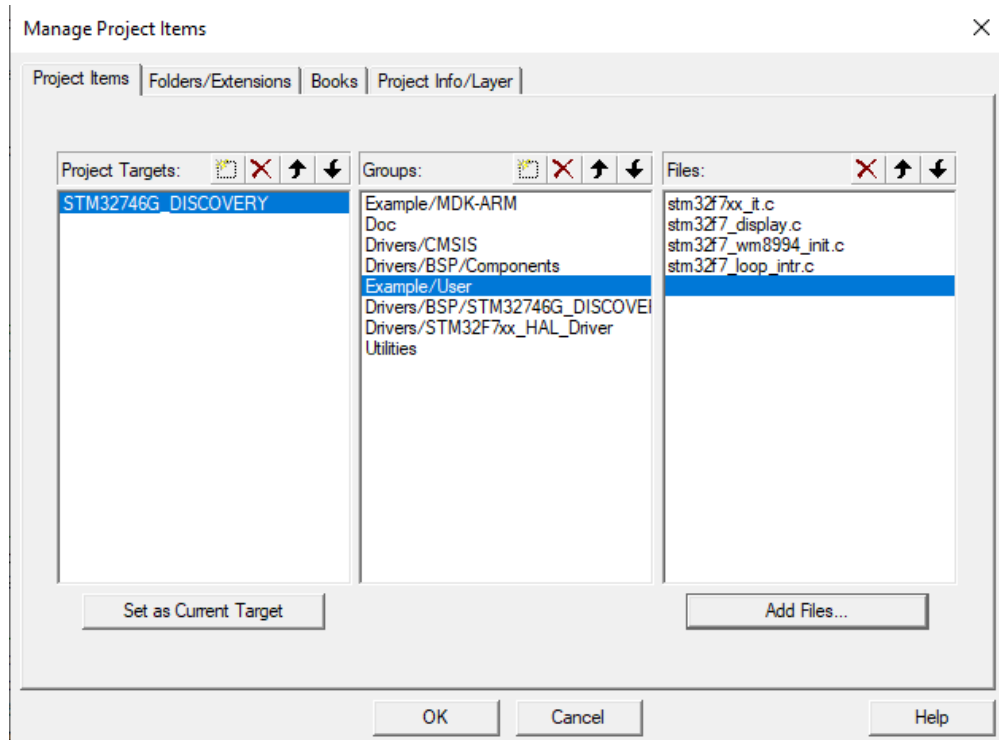 Manage Project Items
Project Items
Folders/Extensions
Books
Project Info/Layer
Project Targets:
STM32746G_DISCOVERY
Set as Current Target
Groups:
Example/MDK-ARM
Doc
Drivers/CMSIS
Drivers/BSP/Components
Example/User
Drivers/BSP/STM32746G_DISCOVE
Drivers/STM32F7xx_HAL_Driver
Utilities
Files:
stm32f7xx_it.c
stm32f7_display.c
stm32f7_wm8994_init.c
stm32f7_loop_intr.c
Add Files...
OK
Cancel
Help